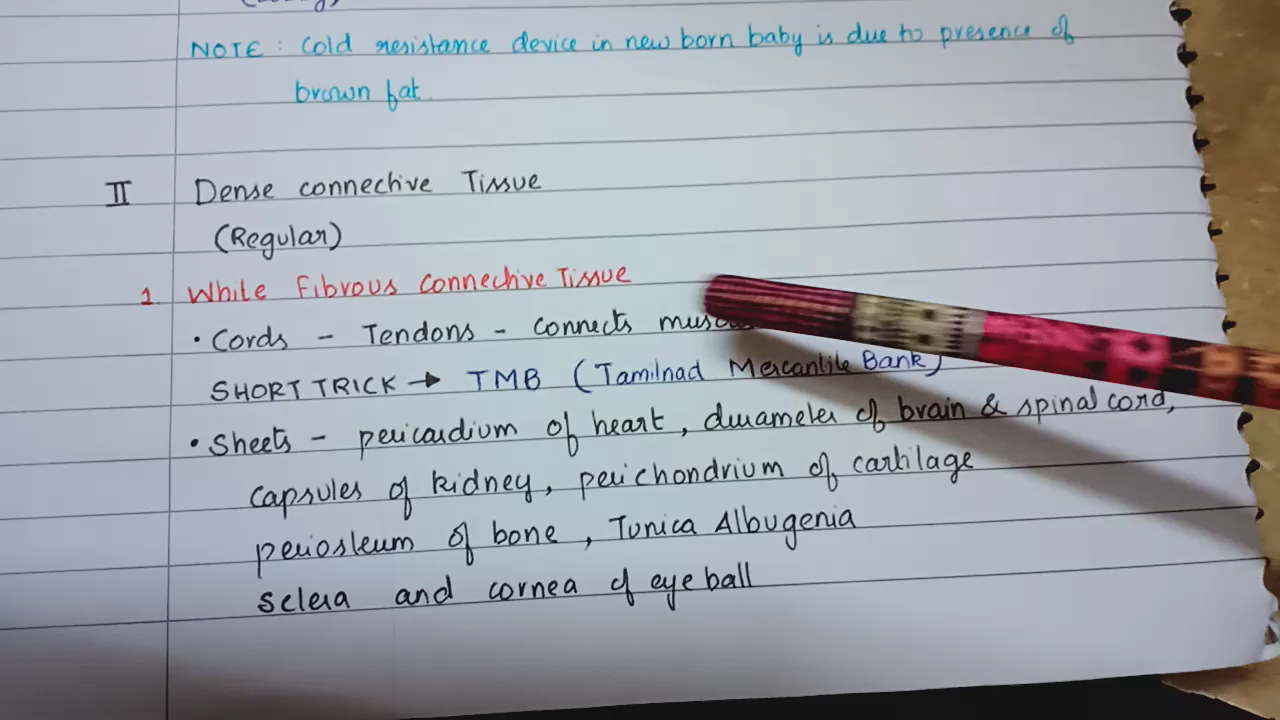 NOTE : Cold resistance device in new born baby is due to presence of
brown fat.
II Dense connective Tissue
(Regular)
1. White Fibrous Connective Tissue
• Cords - Tendons - connects
SHORT TRICK → TMB (Tamilnad Mercantile Bank)
• Sheets - pericardium of heart, durameter of brain & spinal cord,
capsules of kidney, perichondrium of cartilage
periosteum of bone, Tunica Albugenia
Sclera and cornea of eye ball